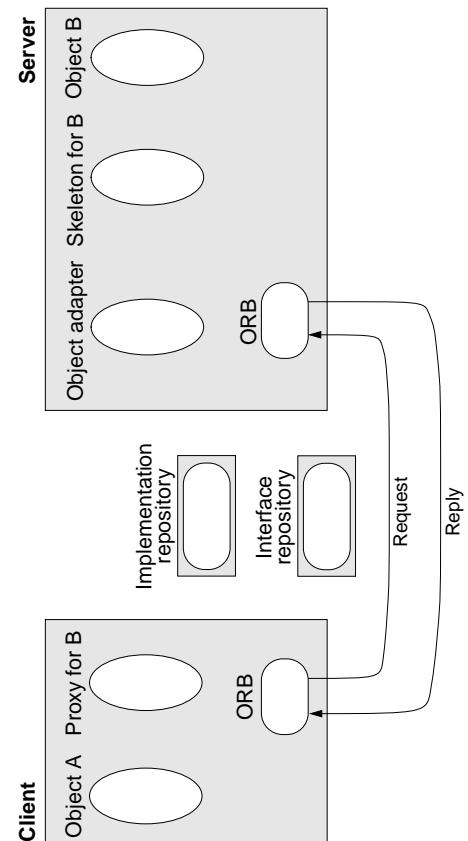 Client
Server
Object A
Proxy for B
Implementation
repository
Object adapter
Skeleton for B
Object B
ORB
Interface
repository
ORB
Request
Reply